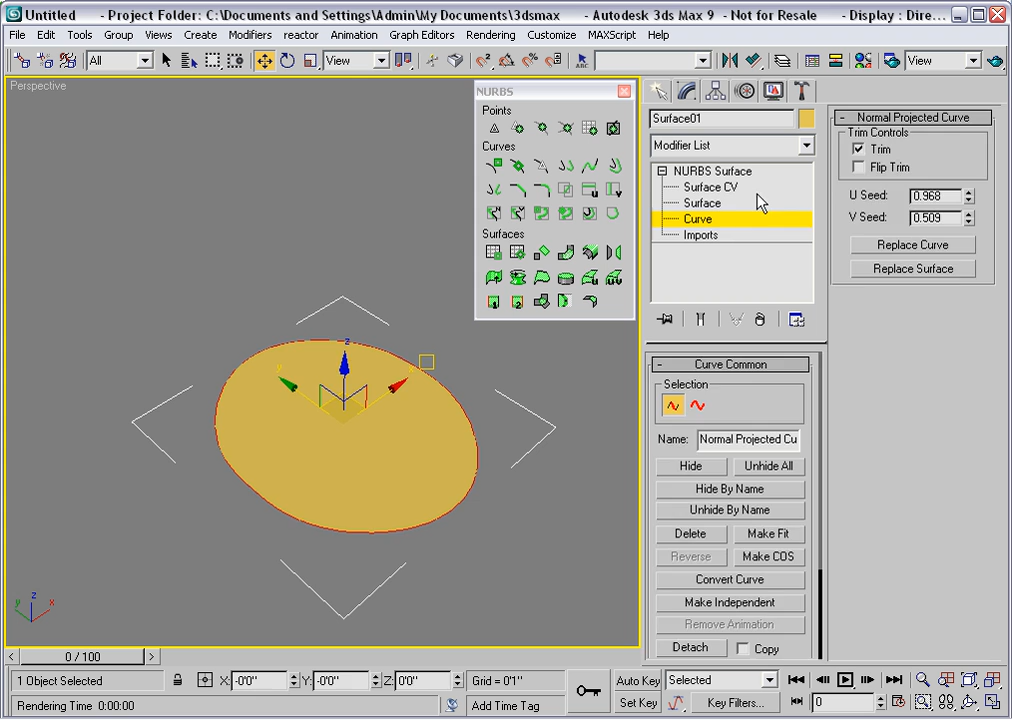 Untitled - Project Folder: C:\Documents and Settings\Admin\My Documents\3dsmax - Autodesk 3ds Max 9 - Not for Resale - Display : Dire...
File Edit Tools Group Views Create Modifiers reactor Animation Graph Editors Rendering Customize MAXScript Help
All View View
Perspective
NURBS
Points
Curves
Surfaces
Surface01
Modifier List
NURBS Surface
Surface CV
Surface
Curve
Imports
- Normal Projected Curve
Trim Controls
Trim
Flip Trim
U Seed: 0.968
V Seed: 0.509
Replace Curve
Replace Surface
- Curve Common
Selection
Name: Normal Projected Cu
Hide Unhide All
Hide By Name
Unhide By Name
Delete Make Fit
Reverse Make COS
Convert Curve
Make Independent
Remove Animation
Detach Copy
z
y
x
z
y
x
< 0 / 100 >
1 Object Selected X: -0'0" Y: -0'0" Z: 0'0" Grid = 0'1" Auto Key Selected
Rendering Time 0:00:00 Add Time Tag Set Key Key Filters... 0